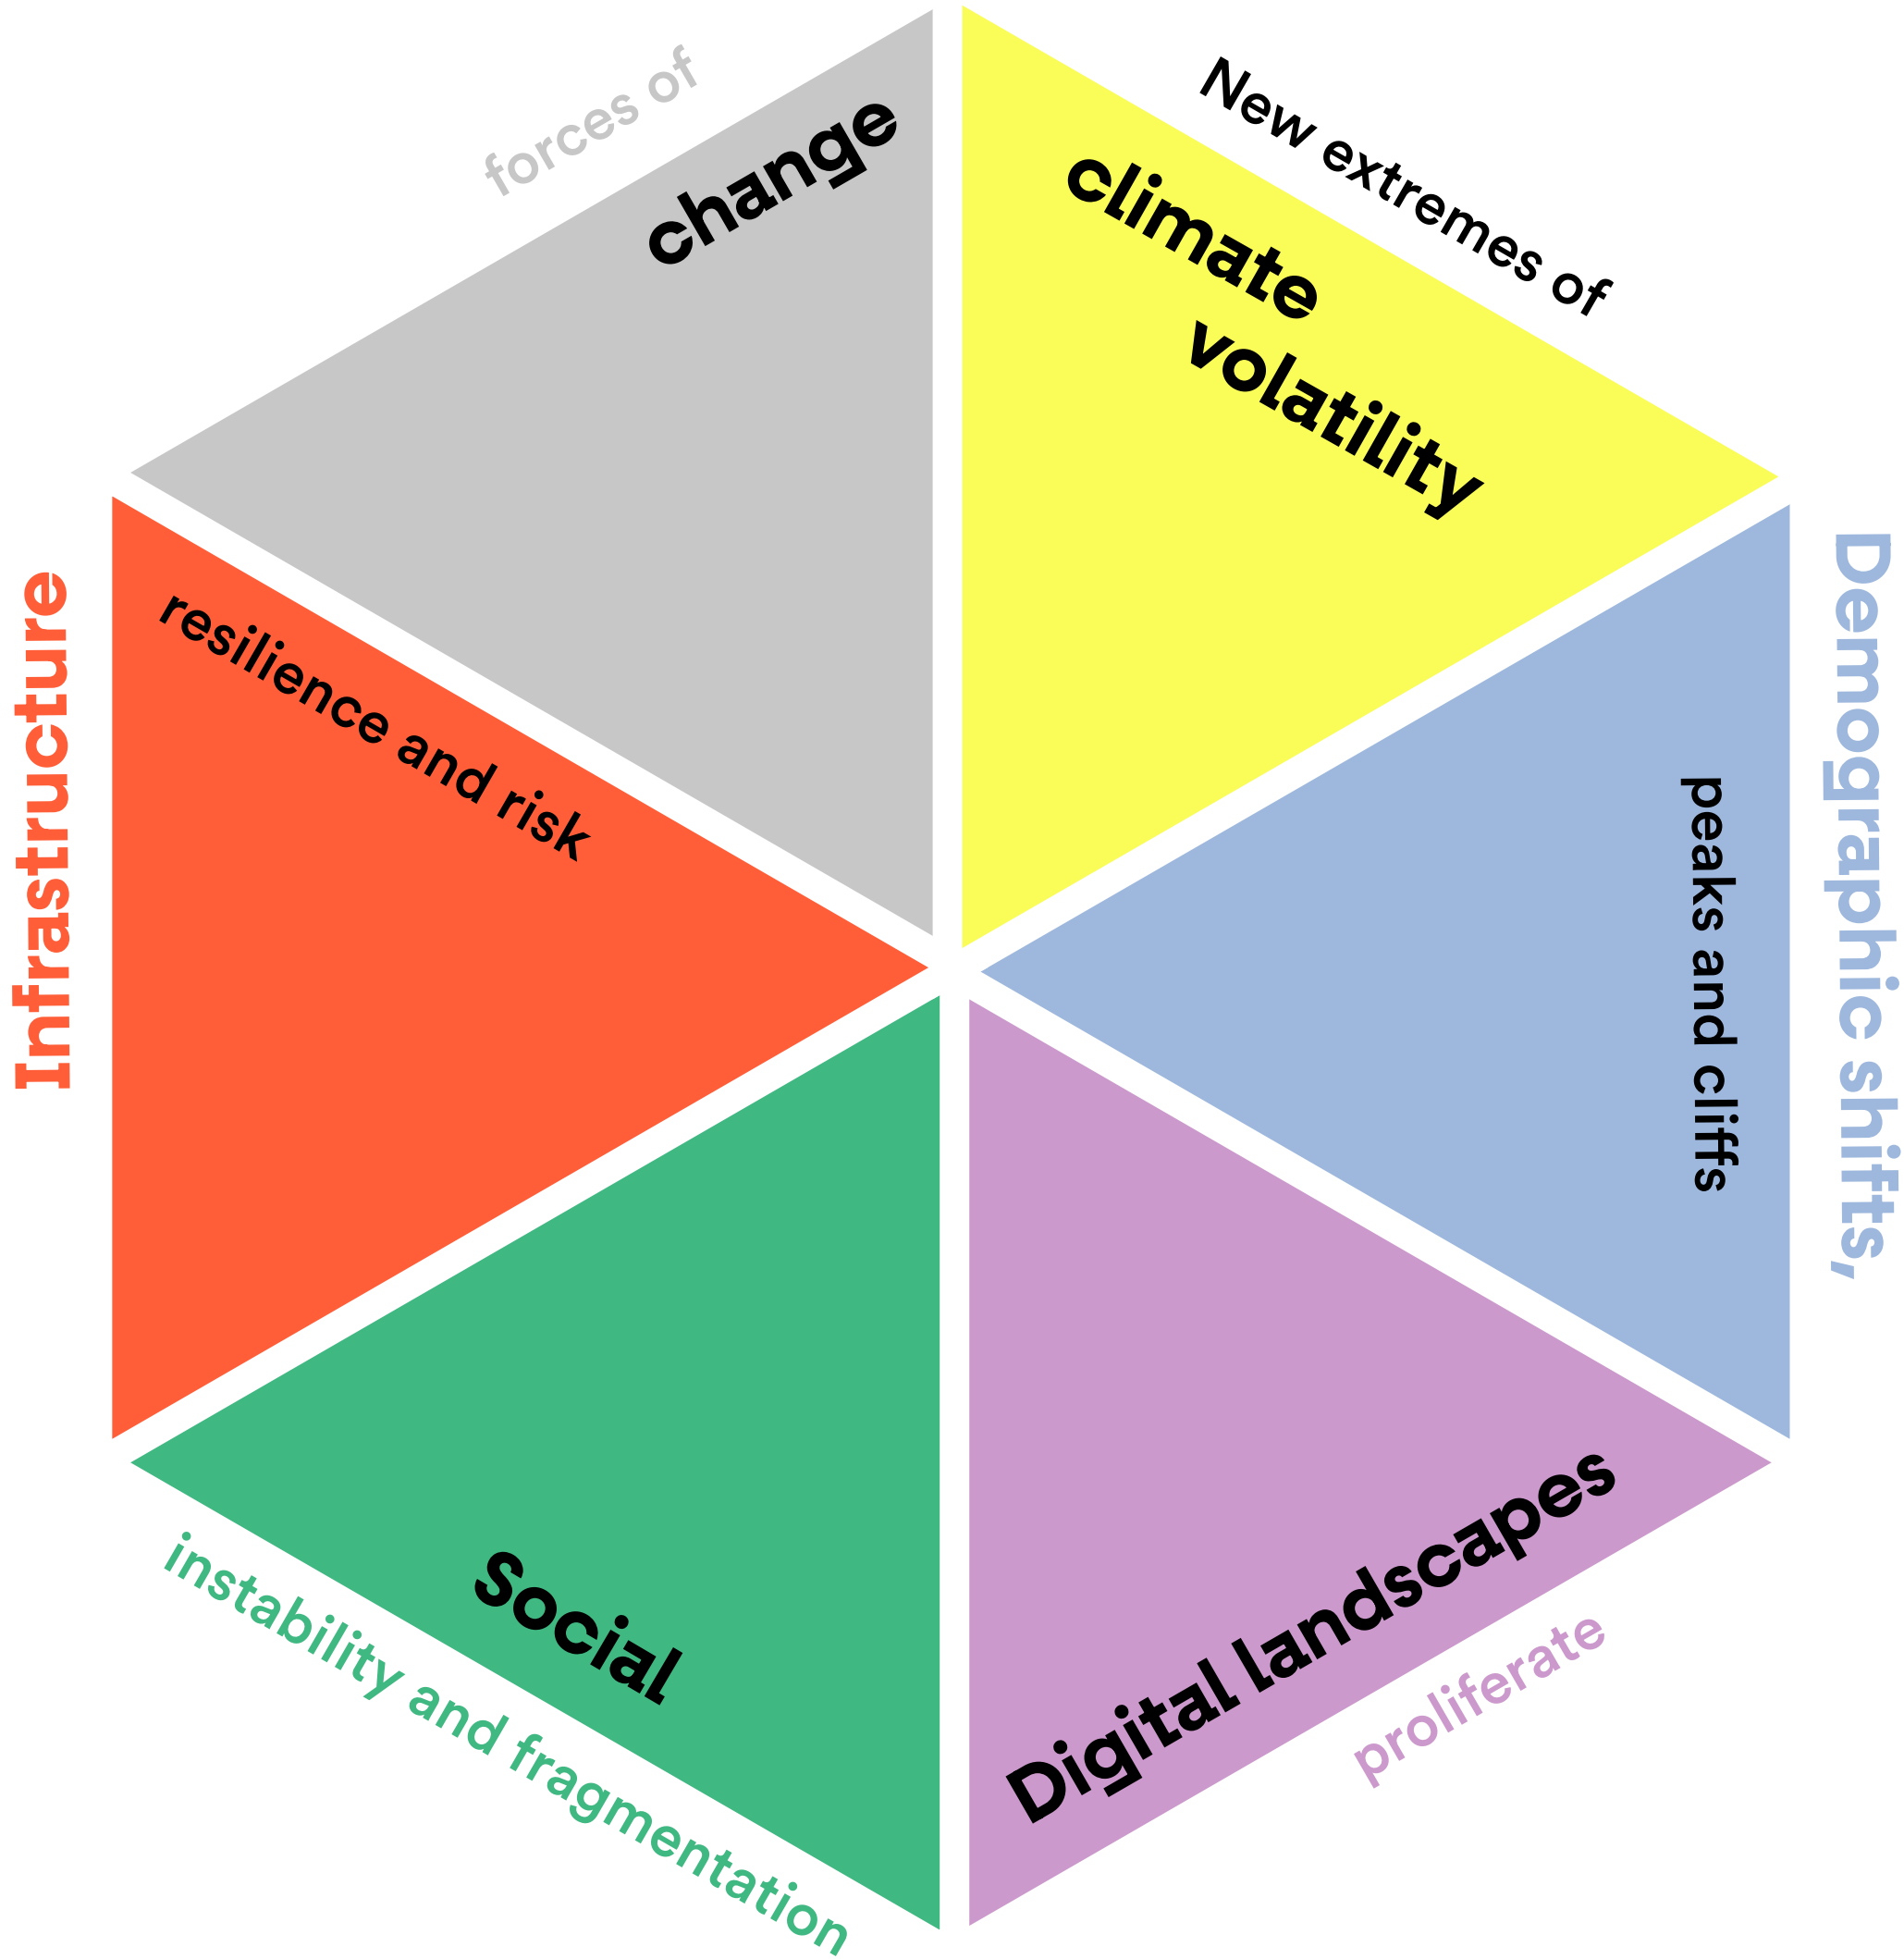 forces of
change
New extremes of
climate
volatility
Demographic shifts,
peaks and cliffs
Digital landscapes
proliferate
Social
instability and fragmentation
Infrastructure
resilience and risk